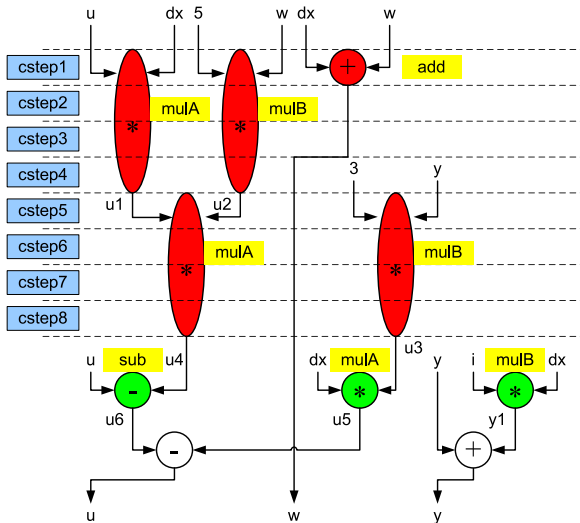 u dx 5 w dx w
cstep1 + add
cstep2 mulA mulB
cstep3 * *
cstep4 3 y
cstep5 u1 u2
cstep6 mulA mulB
cstep7 * *
cstep8
u sub u4 dx mulA u3 y i mulB dx
- * *
u6 u5 y1
- +
u w y